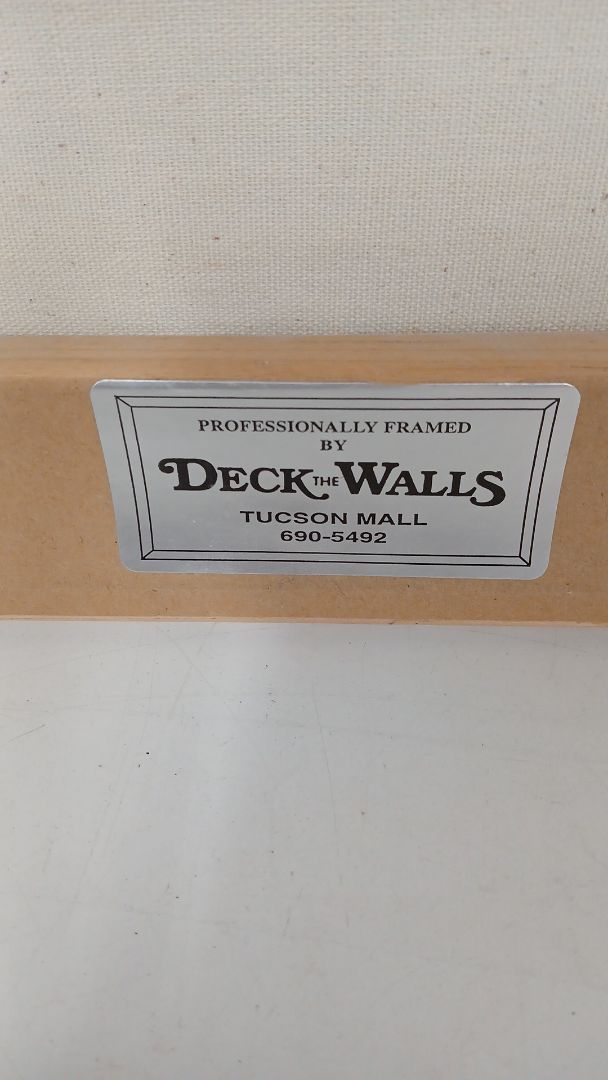 PROFESSIONALLY FRAMED
BY
DECK THE WALLS
TUCSON MALL
690-5492